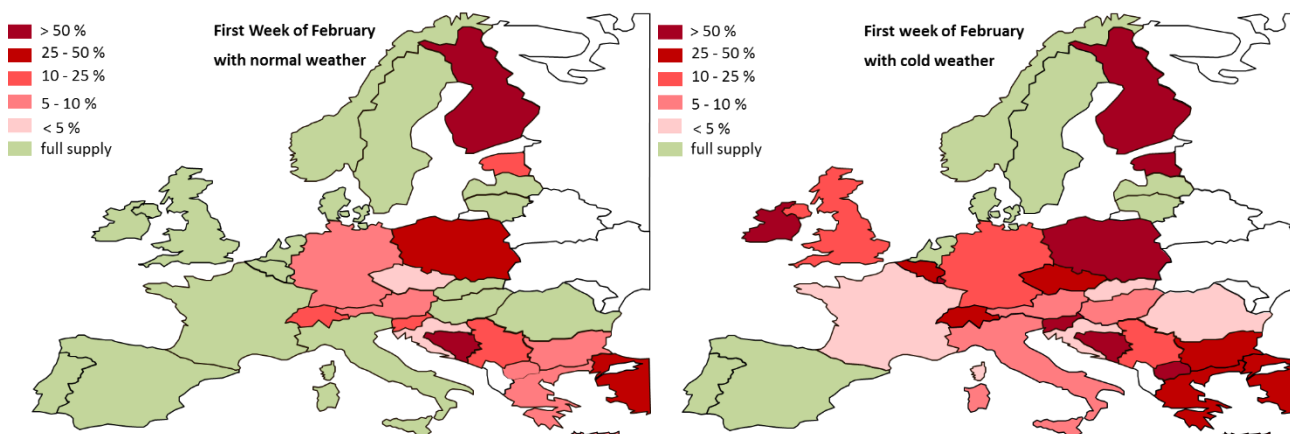 > 50 %
25 - 50 %
10 - 25 %
5 - 10 %
< 5 %
full supply
First Week of February
with normal weather
> 50 %
25 - 50 %
10 - 25 %
5 - 10 %
< 5 %
full supply
First week of February
with cold weather